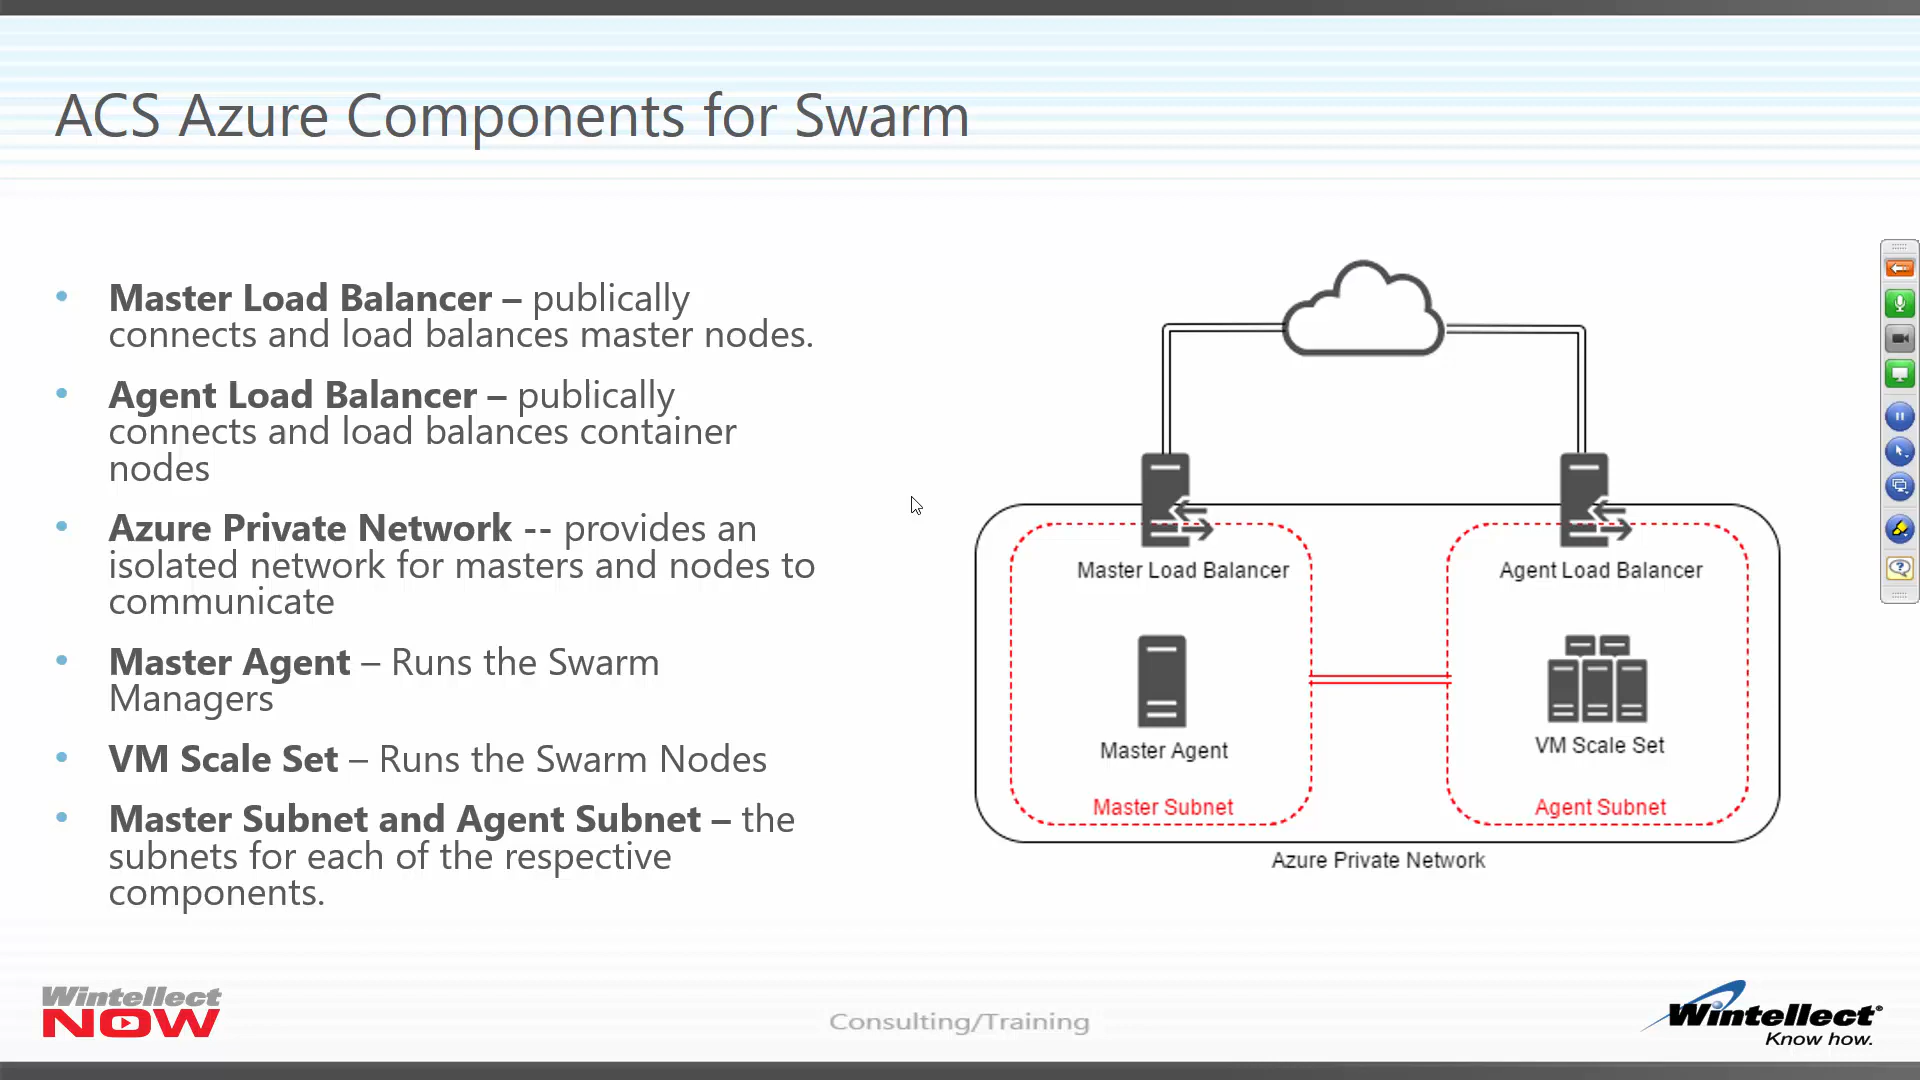 ACS Azure Components for Swarm
• Master Load Balancer – publically
connects and load balances master nodes.
• Agent Load Balancer – publically
connects and load balances container
nodes
• Azure Private Network -- provides an
isolated network for masters and nodes to
communicate
• Master Agent – Runs the Swarm
Managers
• VM Scale Set – Runs the Swarm Nodes
• Master Subnet and Agent Subnet – the
subnets for each of the respective
components.
Master Load Balancer
Agent Load Balancer
Master Agent
VM Scale Set
Master Subnet
Agent Subnet
Azure Private Network
Wintellect
NOW
Consulting/Training
Wintellect®
Know how.